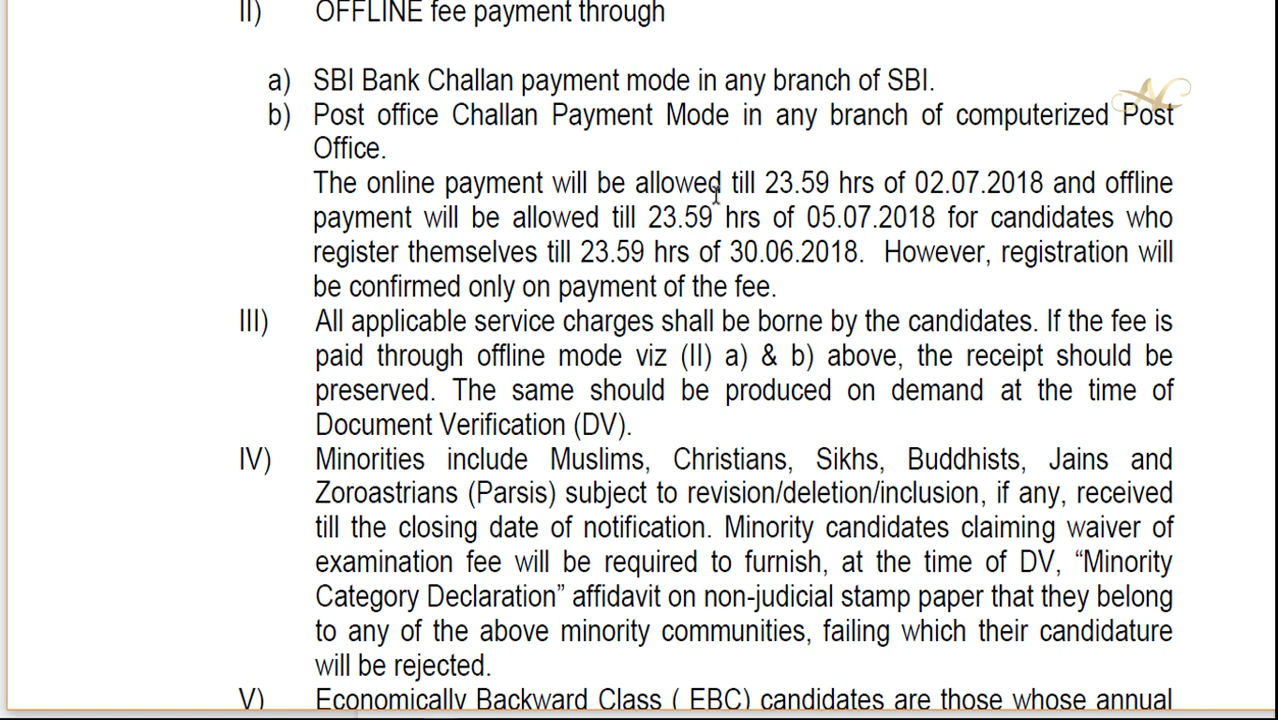 II) OFFLINE fee payment through
a) SBI Bank Challan payment mode in any branch of SBI.
b) Post office Challan Payment Mode in any branch of computerized Post
Office.
The online payment will be allowed till 23.59 hrs of 02.07.2018 and offline
payment will be allowed till 23.59 hrs of 05.07.2018 for candidates who
register themselves till 23.59 hrs of 30.06.2018. However, registration will
be confirmed only on payment of the fee.
III) All applicable service charges shall be borne by the candidates. If the fee is
paid through offline mode viz (II) a) & b) above, the receipt should be
preserved. The same should be produced on demand at the time of
Document Verification (DV).
IV) Minorities include Muslims, Christians, Sikhs, Buddhists, Jains and
Zoroastrians (Parsis) subject to revision/deletion/inclusion, if any, received
till the closing date of notification. Minority candidates claiming waiver of
examination fee will be required to furnish, at the time of DV, “Minority
Category Declaration” affidavit on non-judicial stamp paper that they belong
to any of the above minority communities, failing which their candidature
will be rejected.
V) Economically Backward Class ( EBC) candidates are those whose annual